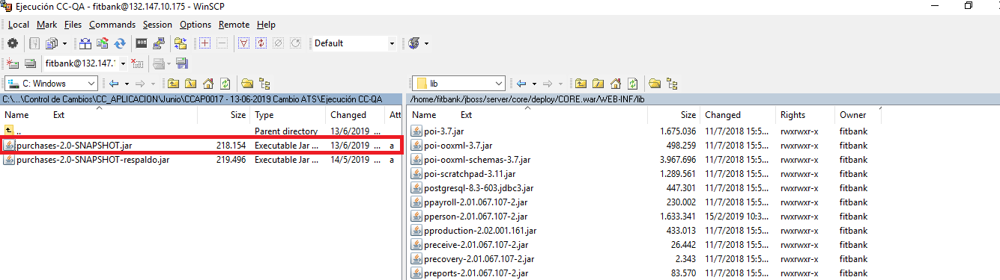 Ejecución CC-QA - fitbank@132.147.10.175 - WinSCP
Local Mark Files Commands Session Options Remote Help
Default
fitbank@132.147.
C: Windows lib
C:\...\Control de Cambios\CC_APLICACION\Junio\CCAP0017 - 13-06-2019 Cambio ATS\Ejecución CC-QA /home/fitbank/jboss/server/core/deploy/CORE.war/WEB-INF/lib
Name Ext Size Type Changed Att Name Ext Size Changed Rights Owner
.. Parent directory 13/6/2019 ... poi-3.7.jar 1.675.036 11/7/2018 15:5... rwxrwxr-x fitbank
purchases-2.0-SNAPSHOT.jar 218.154 Executable Jar ... 13/6/2019 ... a poi-ooxml-3.7.jar 498.259 11/7/2018 15:5... rwxrwxr-x fitbank
purchases-2.0-SNAPSHOT-respaldo.jar 219.496 Executable Jar ... 14/5/2019 ... a poi-ooxml-schemas-3.7.jar 3.967.696 11/7/2018 15:5... rwxrwxr-x fitbank
poi-scratchpad-3.11.jar 1.289.561 11/7/2018 15:5... rwxrwxr-x fitbank
postgresql-8.3-603.jdbc3.jar 447.301 11/7/2018 15:5... rwxrwxr-x fitbank
ppayroll-2.01.067.107-2.jar 230.002 11/7/2018 15:5... rwxrwxr-x fitbank
pperson-2.01.067.107-2.jar 1.633.341 15/2/2019 10:3... rwxrwxr-x fitbank
pproduction-2.02.001.161.jar 433.013 11/7/2018 15:5... rwxrwxr-x fitbank
preceive-2.01.067.107-2.jar 26.442 11/7/2018 15:5... rwxrwxr-x fitbank
precovery-2.01.067.107-2.jar 2.343 11/7/2018 15:5... rwxrwxr-x fitbank
preports-2.01.067.107-2.jar 83.570 11/7/2018 15:5... rwxrwxr-x fitbank